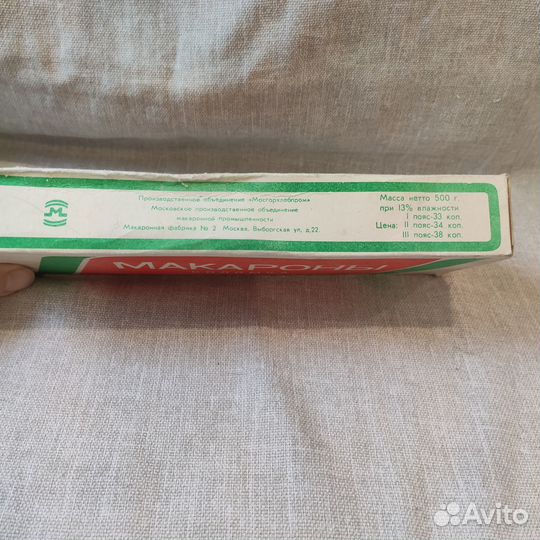 Производственное объединение «Мосгорхлебпром»
Московское производственное объединение
макаронной промышленности
Макаронная фабрика № 2 Москва, Выборгская ул, д.22.
Масса нетто 500 г.
при 13% влажности
I пояс-33 коп.
Цена: II пояс-34 коп.
III пояс-38 коп.
М
МАКАРОНЫ
Avito